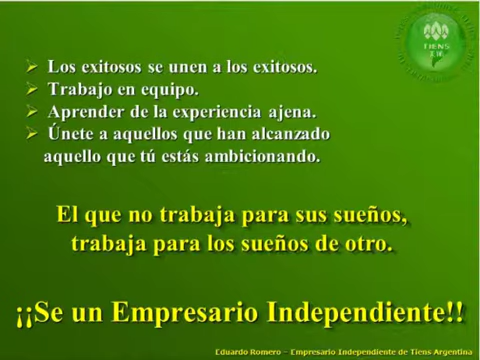 TIENS
Los exitosos se unen a los exitosos.
Trabajo en equipo.
Aprender de la experiencia ajena.
Únete a aquellos que han alcanzado
aquello que tú estás ambicionando.
El que no trabaja para sus sueños,
trabaja para los sueños de otro.
¡¡Se un Empresario Independiente!!
Eduardo Romero – Empresario Independiente de Tiens Argentina